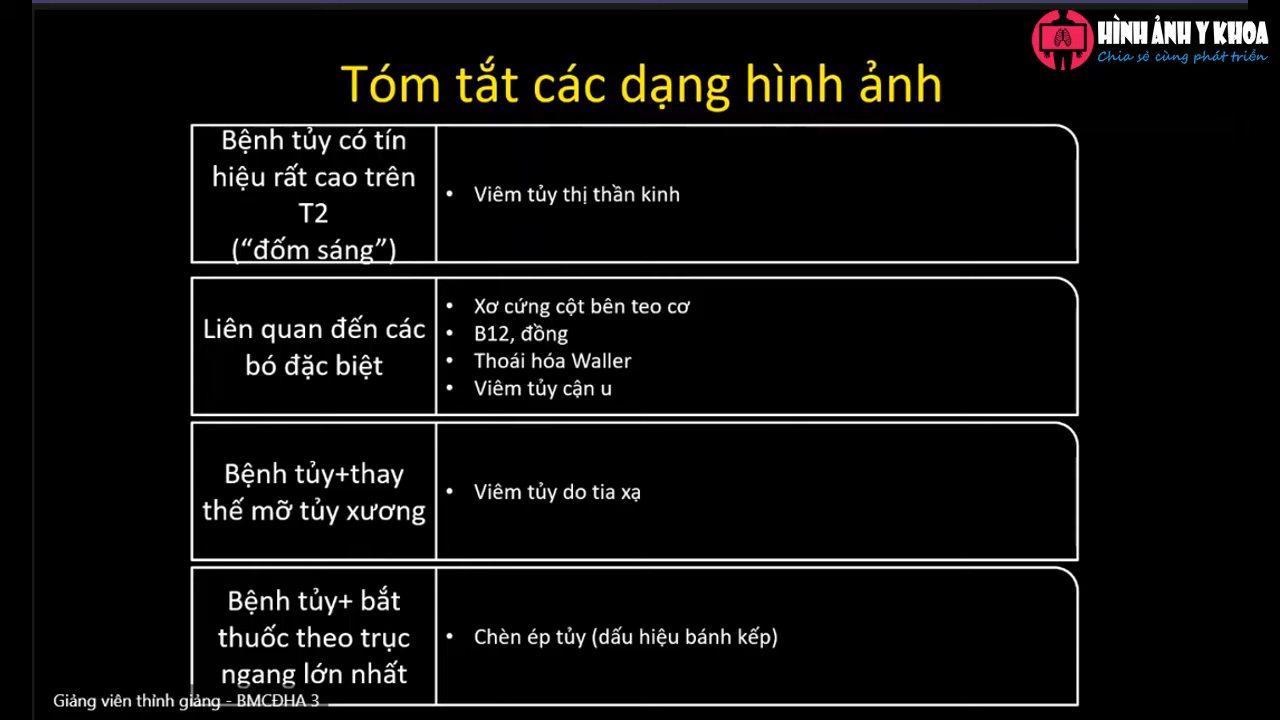 HÌNH ẢNH Y KHOA
Chia sẻ cùng phát triển
Tóm tắt các dạng hình ảnh
Bệnh tủy có tín
hiệu rất cao trên
T2
(“đốm sáng”)
• Viêm tủy thị thần kinh
Liên quan đến các
bó đặc biệt
• Xơ cứng cột bên teo cơ
• B12, đồng
• Thoái hóa Waller
• Viêm tủy cận u
Bệnh tủy+thay
thế mỡ tủy xương
• Viêm tủy do tia xạ
Bệnh tủy+ bắt
thuốc theo trục
ngang lớn nhất
• Chèn ép tủy (dấu hiệu bánh kếp)
Giảng viên thỉnh giảng - BMCĐHA 3